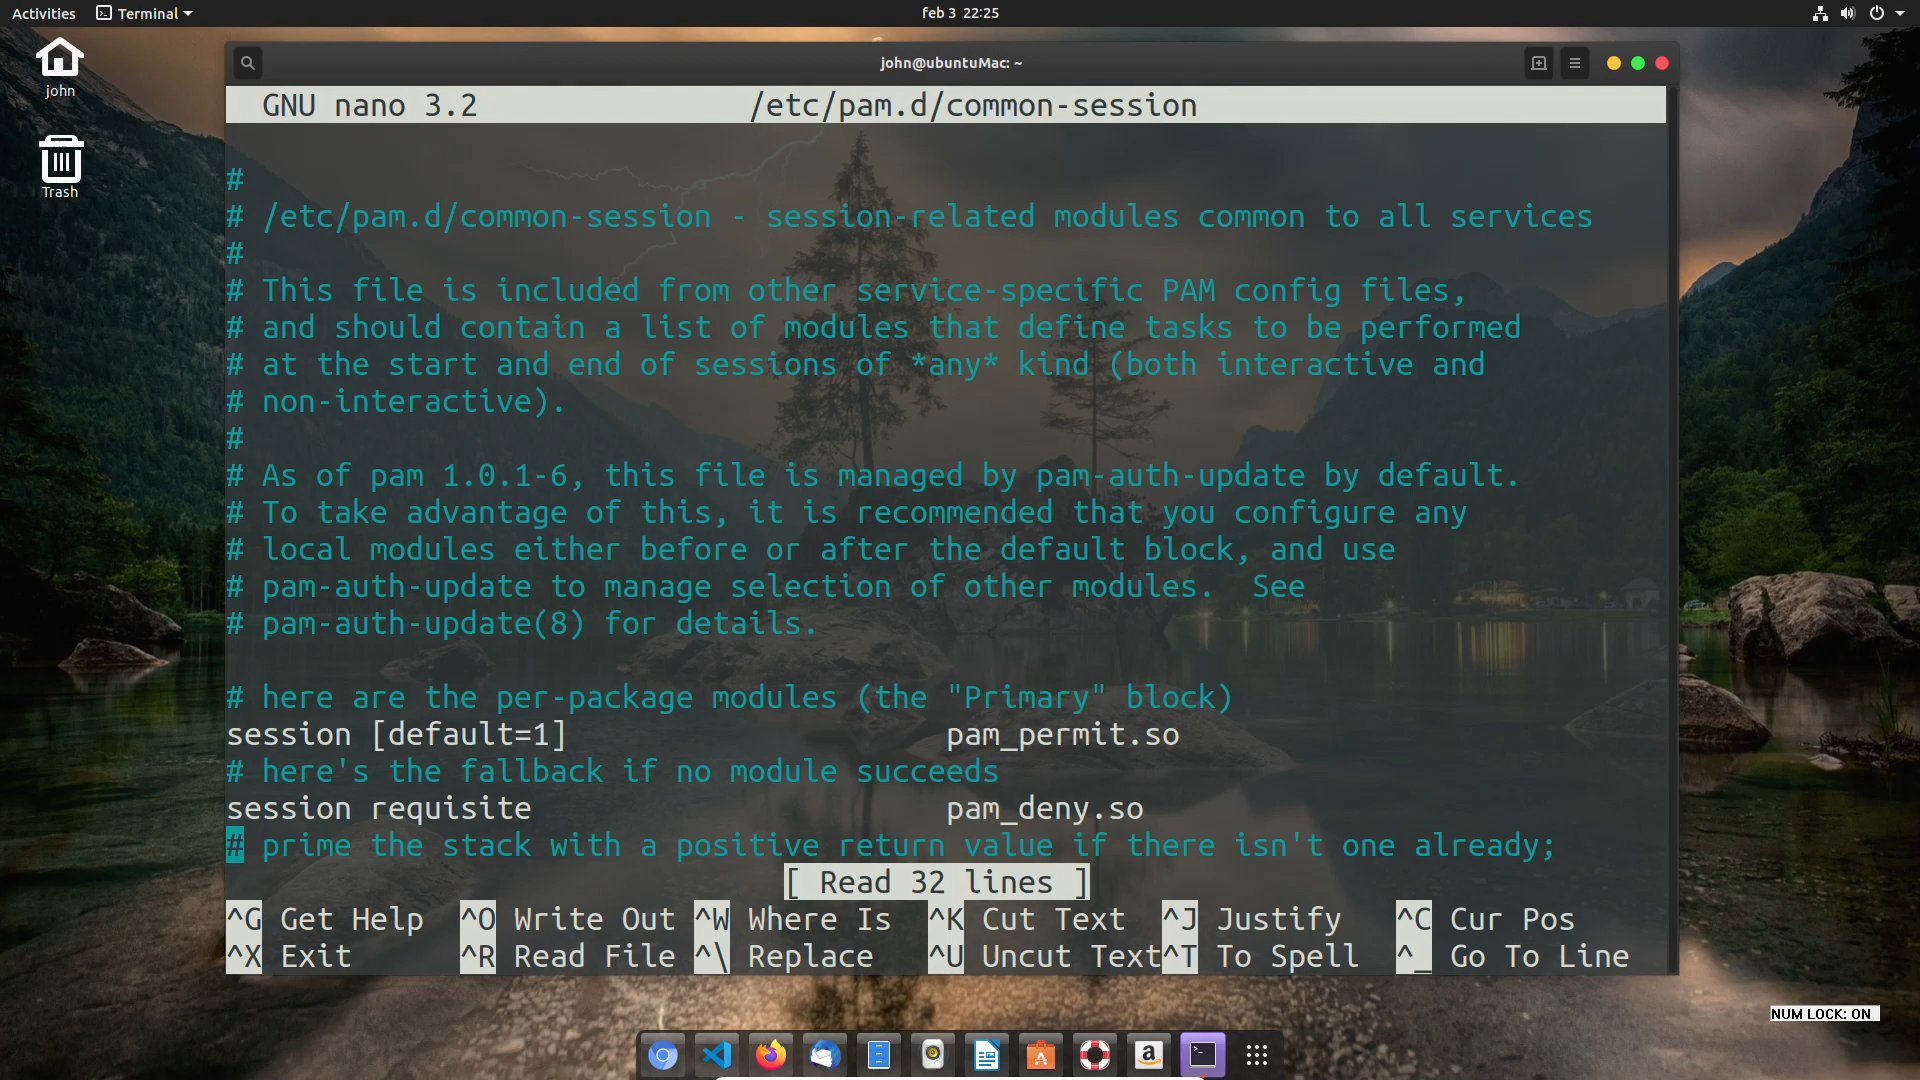 Activities Terminal feb 3 22:25
john
Trash
john@ubuntuMac: ~
GNU nano 3.2 /etc/pam.d/common-session
#
# /etc/pam.d/common-session - session-related modules common to all services
#
# This file is included from other service-specific PAM config files,
# and should contain a list of modules that define tasks to be performed
# at the start and end of sessions of *any* kind (both interactive and
# non-interactive).
#
# As of pam 1.0.1-6, this file is managed by pam-auth-update by default.
# To take advantage of this, it is recommended that you configure any
# local modules either before or after the default block, and use
# pam-auth-update to manage selection of other modules.  See
# pam-auth-update(8) for details.
# here are the per-package modules (the "Primary" block)
session [default=1] pam_permit.so
# here's the fallback if no module succeeds
session requisite pam_deny.so
# prime the stack with a positive return value if there isn't one already;
[ Read 32 lines ]
^G Get Help ^O Write Out ^W Where Is ^K Cut Text ^J Justify ^C Cur Pos
^X Exit ^R Read File ^\ Replace ^U Uncut Text ^T To Spell ^_ Go To Line
NUM LOCK: ON